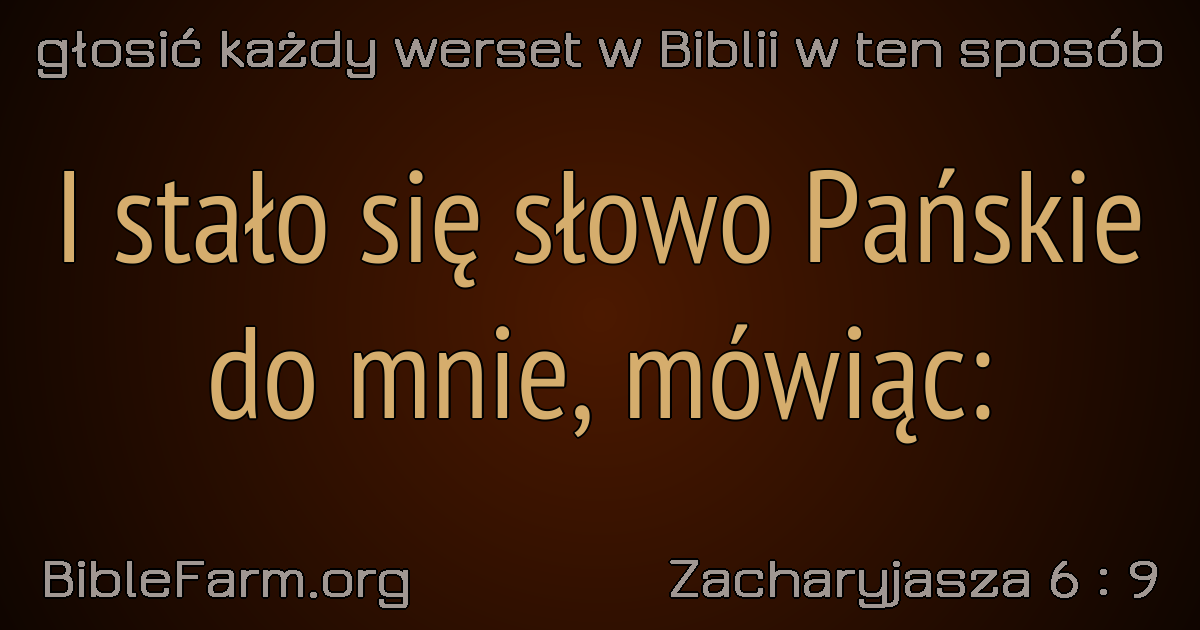 głosić każdy werset w Biblii w ten sposób
I stało się słowo Pańskie
do mnie, mówiąc:
BibleFarm.org
Zacharyjasza 6 : 9